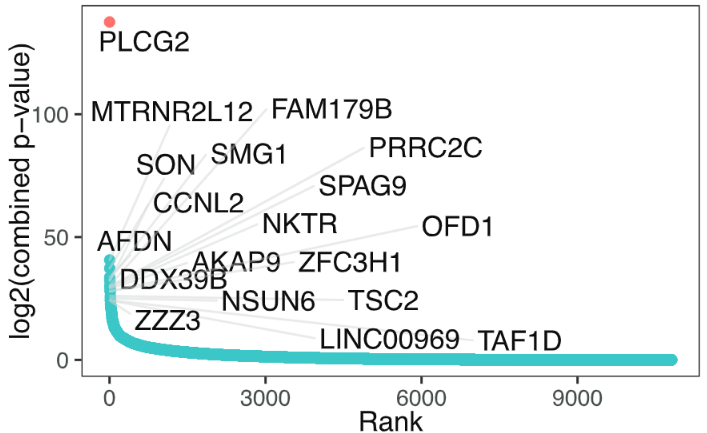 PLCG2
MTRNR2L12
FAM179B
PRRC2C
SMG1
SON
SPAG9
CCNL2
NKTR
OFD1
AFDN
AKAP9
ZFC3H1
DDX39B
NSUN6
TSC2
ZZZ3
LINC00969
TAF1D
log2(combined p−value)
100
50
0
0
3000
6000
9000
Rank